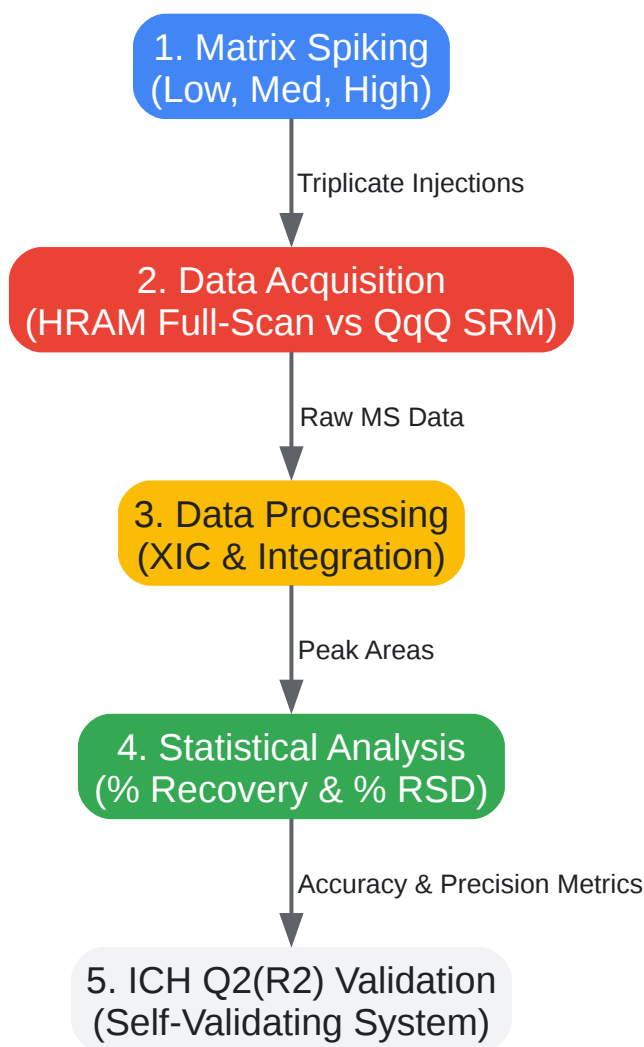 1. Matrix Spiking
(Low, Med, High)
Triplicate Injections
2. Data Acquisition
(HRAM Full-Scan vs QqQ SRM)
Raw MS Data
3. Data Processing
(XIC & Integration)
Peak Areas
4. Statistical Analysis
(% Recovery & % RSD)
Accuracy & Precision Metrics
5. ICH Q2(R2) Validation
(Self-Validating System)